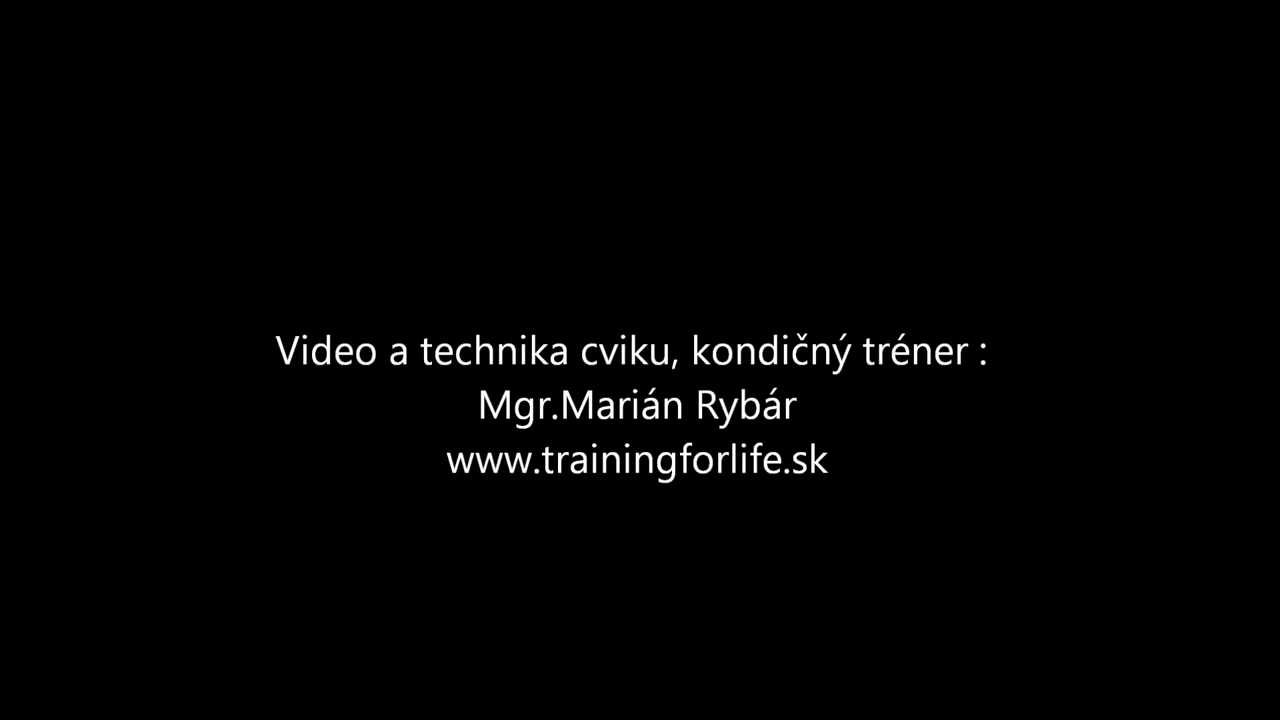 Video a technika cviku, kondičný tréner :
Mgr.Marián Rybár
www.trainingforlife.sk